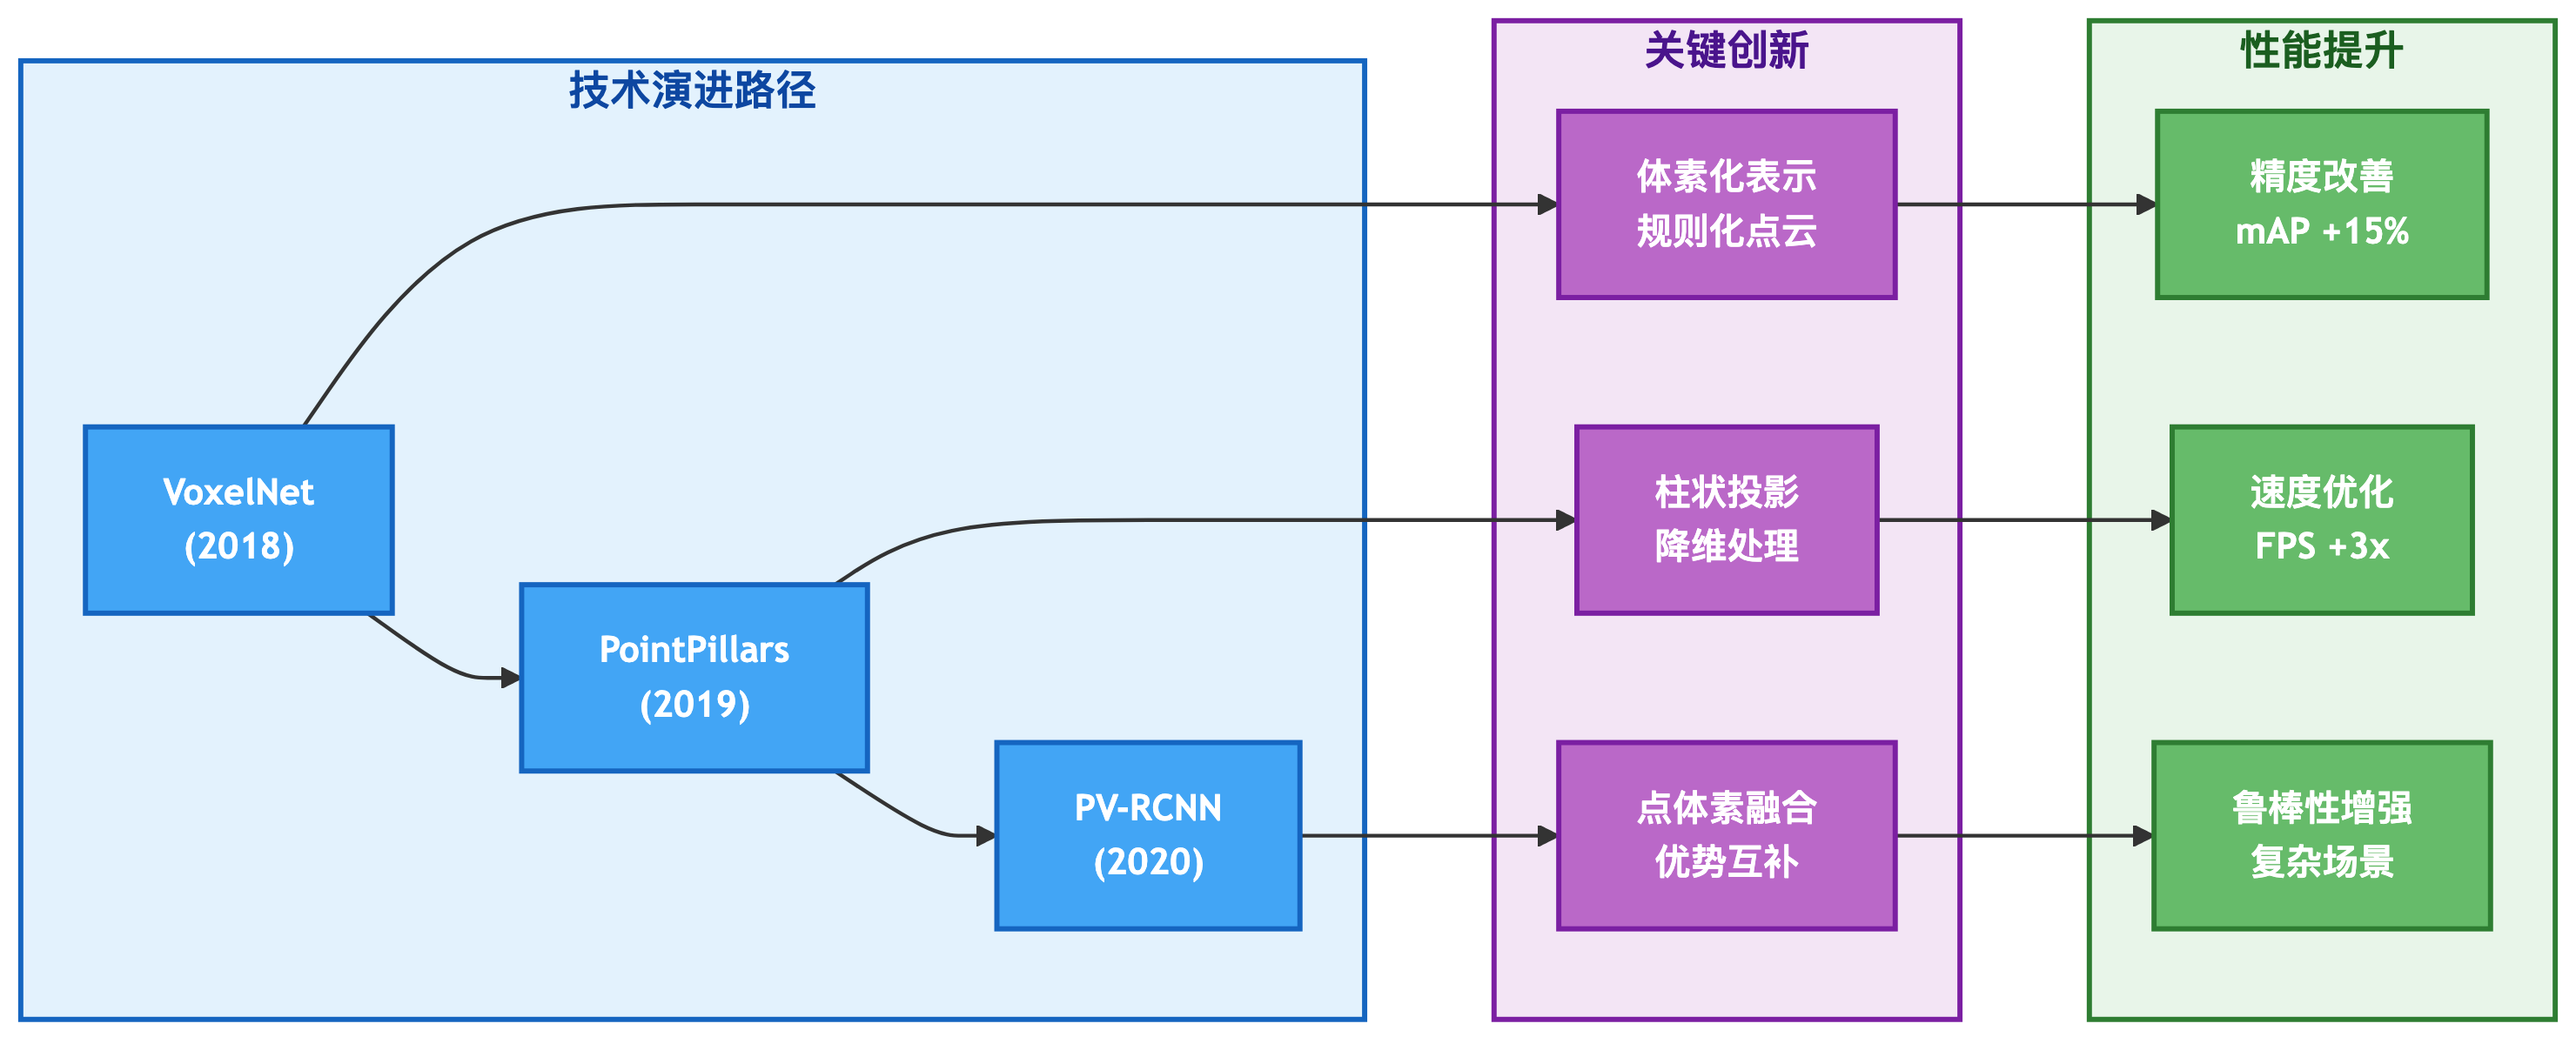 技术演进路径
VoxelNet
(2018)
PointPillars
(2019)
PV-RCNN
(2020)
关键创新
体素化表示
规则化点云
柱状投影
降维处理
点体素融合
优势互补
性能提升
精度改善
mAP +15%
速度优化
FPS +3x
鲁棒性增强
复杂场景